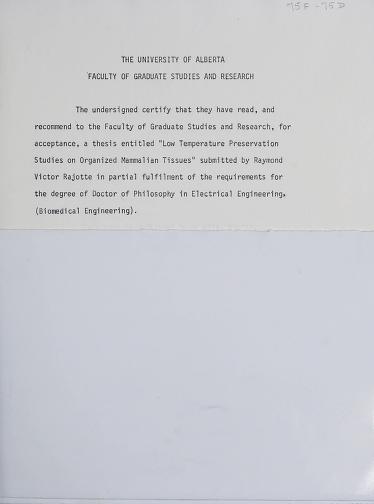 75F-75D
THE UNIVERSITY OF ALBERTA
FACULTY OF GRADUATE STUDIES AND RESEARCH
The undersigned certify that they have read, and
recommend to the Faculty of Graduate Studies and Research, for
acceptance, a thesis entitled "Low Temperature Preservation
Studies on Organized Mammalian Tissues" submitted by Raymond
Victor Rajotte in partial fulfilment of the requirements for
the degree of Doctor of Philosophy in Electrical Engineering,
(Biomedical Engineering).